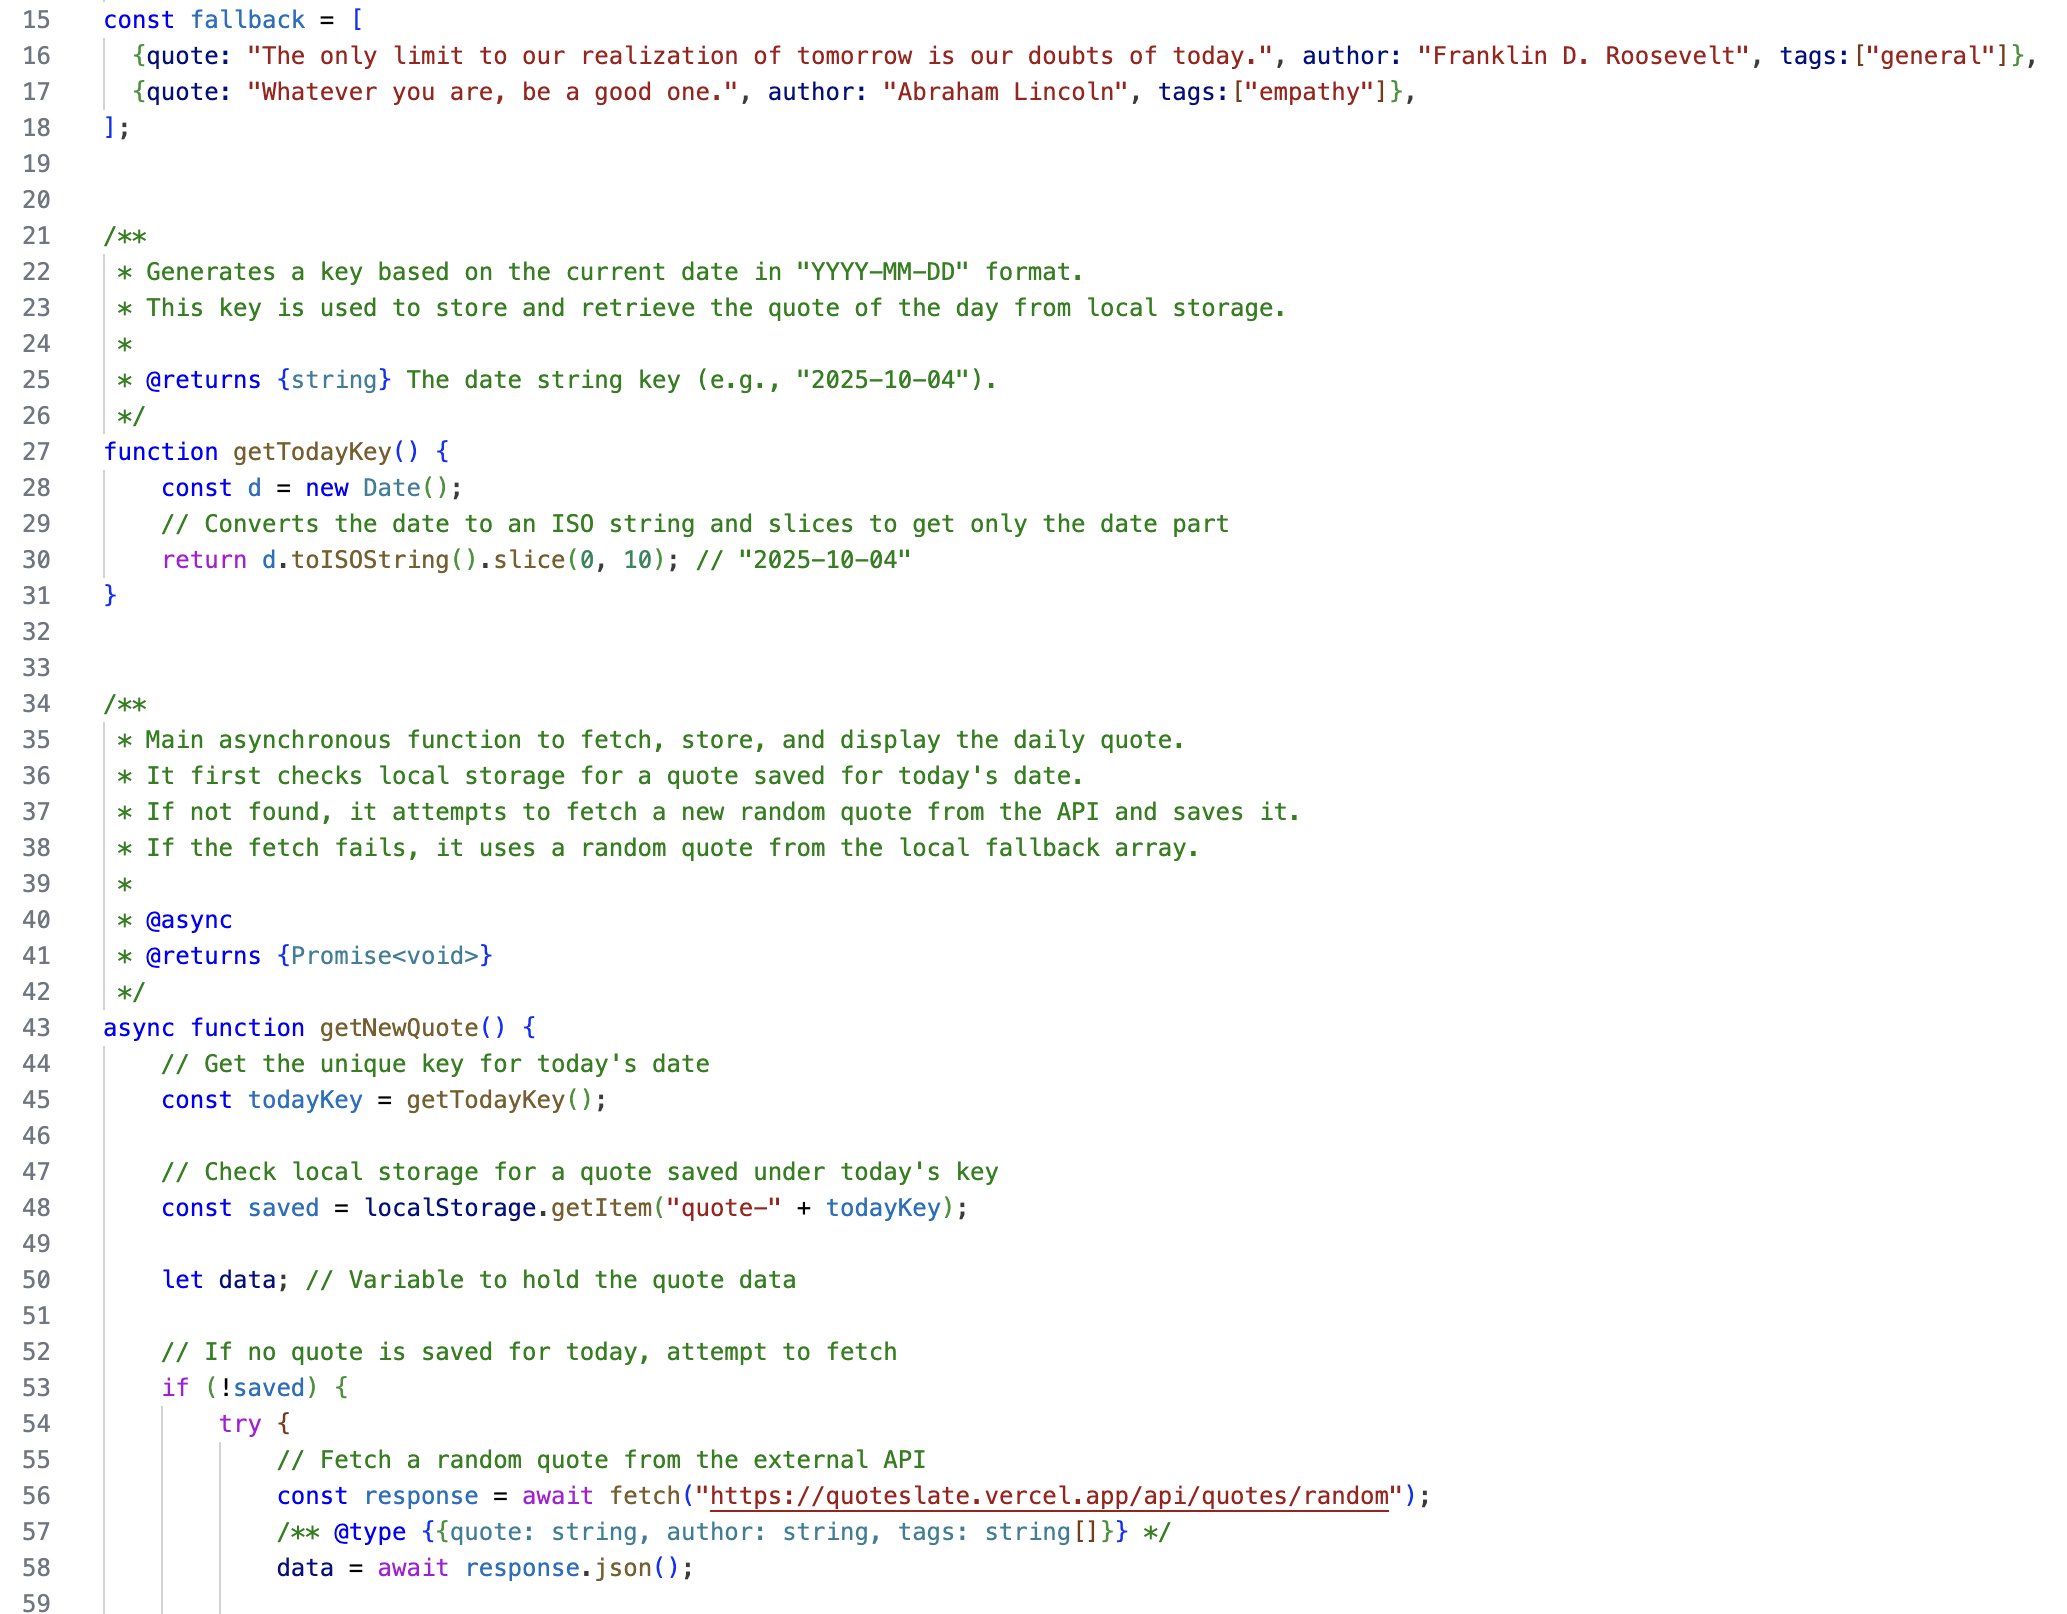 15 const fallback = [
16   {quote: "The only limit to our realization of tomorrow is our doubts of today.", author: "Franklin D. Roosevelt", tags:["general"]},
17   {quote: "Whatever you are, be a good one.", author: "Abraham Lincoln", tags:["empathy"]},
18 ];
19
20
21 /**
22  * Generates a key based on the current date in "YYYY-MM-DD" format.
23  * This key is used to store and retrieve the quote of the day from local storage.
24  *
25  * @returns {string} The date string key (e.g., "2025-10-04").
26  */
27 function getTodayKey() {
28     const d = new Date();
29     // Converts the date to an ISO string and slices to get only the date part
30     return d.toISOString().slice(0, 10); // "2025-10-04"
31 }
32
33
34 /**
35  * Main asynchronous function to fetch, store, and display the daily quote.
36  * It first checks local storage for a quote saved for today's date.
37  * If not found, it attempts to fetch a new random quote from the API and saves it.
38  * If the fetch fails, it uses a random quote from the local fallback array.
39  *
40  * @async
41  * @returns {Promise<void>}
42  */
43 async function getNewQuote() {
44     // Get the unique key for today's date
45     const todayKey = getTodayKey();
46
47     // Check local storage for a quote saved under today's key
48     const saved = localStorage.getItem("quote-" + todayKey);
49
50     let data; // Variable to hold the quote data
51
52     // If no quote is saved for today, attempt to fetch
53     if (!saved) {
54         try {
55             // Fetch a random quote from the external API
56             const response = await fetch("https://quoteslate.vercel.app/api/quotes/random");
57             /** @type {{quote: string, author: string, tags: string[]}} */
58             data = await response.json();
59